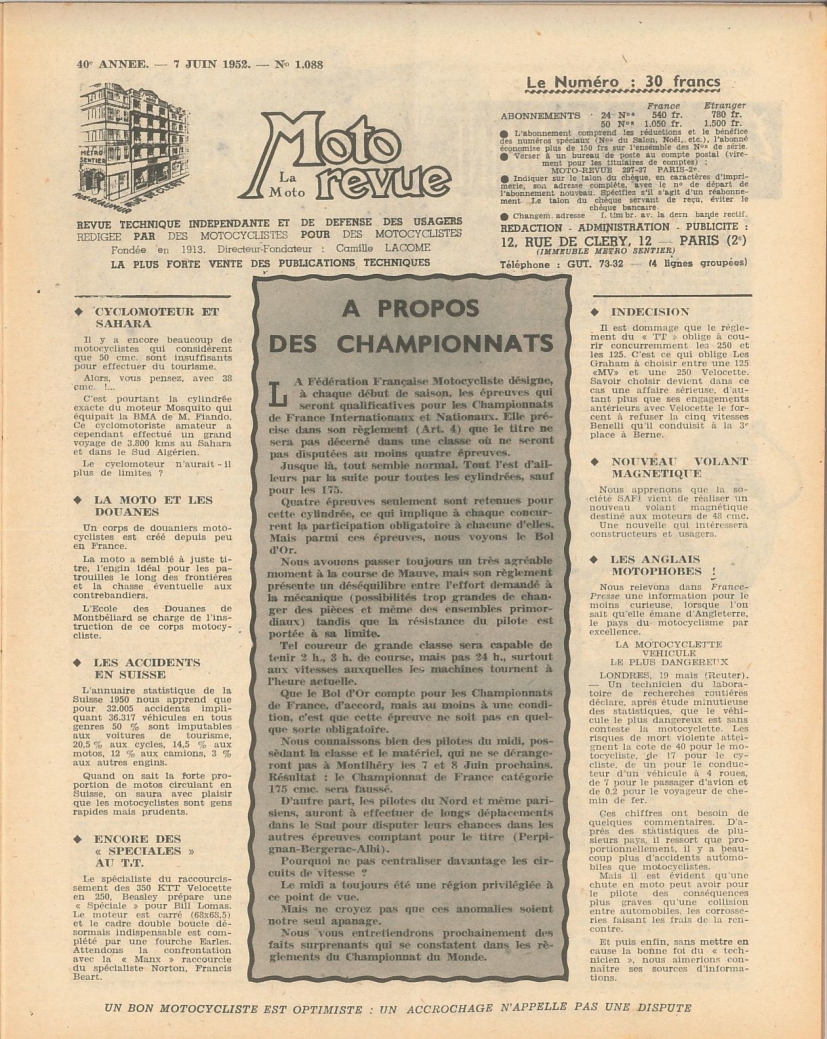 40e ANNEE. — 7 JUIN 1952. — No 1.088
METRO
SENTIER
RUE REAUMUR
RUE DE CLERY
La Moto
Moto
revue
REVUE TECHNIQUE INDEPENDANTE ET DE DEFENSE DES USAGERS
REDIGEE PAR DES MOTOCYCLISTES POUR DES MOTOCYCLISTES
Fondée en 1913. Directeur-Fondateur : Camille LACOME
LA PLUS FORTE VENTE DES PUBLICATIONS TECHNIQUES
Le Numéro : 30 francs
France Etranger
ABONNEMENTS · 24 Nos 540 fr. 780 fr.
50 Nos 1.050 fr. 1.500 fr.
● L'abonnement comprend les réductions et le bénéfice
des numéros spéciaux (Nos du Salon, Noël, etc.), l'abonné
économise plus de 150 frs sur l'ensemble des Nos de série.
● Verser à un bureau de poste au compte postal (vire-
ment pour les titulaires de comptes) :
MOTO-REVUE 297-37 PARIS-2e.
● Indiquer sur le talon du chèque, en caractères d'impri-
merie, son adresse complète, avec le no de départ de
l'abonnement nouveau. Spécifiez s'il s'agit d'un réabonne-
ment Le talon du chèque servant de reçu, éviter le
chèque bancaire.
● Changem. adresse f. timbr. av. la dern bande rectif.
REDACTION - ADMINISTRATION - PUBLICITE :
12, RUE DE CLERY, 12 — PARIS (2e)
(IMMEUBLE METRO SENTIER)
Téléphone : GUT. 73-32 — (4 lignes groupées)
◆ CYCLOMOTEUR ET
SAHARA
Il y a encore beaucoup de
motocyclistes qui considèrent
que 50 cmc. sont insuffisants
pour effectuer du tourisme.
Alors, vous pensez, avec 38
cmc. !...
C'est pourtant la cylindrée
exacte du moteur Mosquito qui
équipait la BMA de M. Fiando.
Ce cyclomotoriste amateur a
cependant effectué un grand
voyage de 3.800 kms au Sahara
et dans le Sud Algérien.
Le cyclomoteur n'aurait-il
plus de limites ?
◆ LA MOTO ET LES
DOUANES
Un corps de douaniers moto-
cyclistes est créé depuis peu
en France.
La moto a semblé à juste ti-
tre, l'engin idéal pour les pa-
trouilles le long des frontières
et la chasse éventuelle aux
contrebandiers.
L'Ecole des Douanes de
Montbéliard se charge de l'ins-
truction de ce corps motocy-
cliste.
◆ LES ACCIDENTS
EN SUISSE
L'annuaire statistique de la
Suisse 1950 nous apprend que
pour 32.005 accidents impli-
quant 36.317 véhicules en tous
genres 50 % sont imputables
aux voitures de tourisme,
20,5 % aux cycles, 14,5 % aux
motos, 12 % aux camions, 3 %
aux autres engins.
Quand on sait la forte pro-
portion de motos circulant en
Suisse, on saura avec plaisir
que les motocyclistes sont gens
rapides mais prudents.
◆ ENCORE DES
« SPECIALES »
AU T.T.
Le spécialiste du raccourcis-
sement des 350 KTT Velocette
en 250, Beasley prépare une
« Spéciale » pour Bill Lomas.
Le moteur est carré (68x68,5)
et le cadre double boucle dé-
sormais indispensable est com-
plété par une fourche Earles.
Attendons la confrontation
avec la « Manx » raccourcie
du spécialiste Norton, Francis
Beart.
A PROPOS
DES CHAMPIONNATS
LA Fédération Française Motocycliste désigne,
à chaque début de saison, les épreuves qui
seront qualificatives pour les Championnats
de France Internationaux et Nationaux. Elle pré-
cise dans son règlement (Art. 4) que le titre ne
sera pas décerné dans une classe où ne seront
pas disputées au moins quatre épreuves.
Jusque là, tout semble normal. Tout l'est d'ail-
leurs par la suite pour toutes les cylindrées, sauf
pour les 175.
Quatre épreuves seulement sont retenues pour
cette cylindrée, ce qui implique à chaque concur-
rent la participation obligatoire à chacune d'elles.
Mais parmi ces épreuves, nous voyons le Bol
d'Or.
Nous avouons passer toujours un très agréable
moment à la course de Mauve, mais son règlement
présente un déséquilibre entre l'effort demandé à
la mécanique (possibilités trop grandes de chan-
ger des pièces et même des ensembles primor-
diaux) tandis que la résistance du pilote est
portée à sa limite.
Tel coureur de grande classe sera capable de
tenir 2 h., 3 h. de course, mais pas 24 h., surtout
aux vitesses auxquelles les machines tournent à
l'heure actuelle.
Que le Bol d'Or compte pour les Championnats
de France, d'accord, mais au moins à une condi-
tion, c'est que cette épreuve ne soit pas en quel-
que sorte obligatoire.
Nous connaissons bien des pilotes du midi, pos-
sédant la classe et le matériel, qui ne se dérange-
ront pas à Montlhéry les 7 et 8 Juin prochains.
Résultat : le Championnat de France catégorie
175 cmc. sera faussé.
D'autre part, les pilotes du Nord et même pari-
siens, auront à effectuer de longs déplacements
dans le Sud pour disputer leurs chances dans les
autres épreuves comptant pour le titre (Perpi-
gnan-Bergerac-Albi).
Pourquoi ne pas centraliser davantage les cir-
cuits de vitesse ?
Le midi a toujours été une région privilégiée à
ce point de vue.
Mais ne croyez pas que ces anomalies soient
notre seul apanage.
Nous vous entretiendrons prochainement des
faits surprenants qui se constatent dans les rè-
glements du Championnat du Monde.
◆ INDECISION
Il est dommage que le règle-
ment du « TT » oblige à cou-
rir concurremment les 250 et
les 125. C'est ce qui oblige Les
Graham à choisir entre une 125
«MV» et une 250 Velocette.
Savoir choisir devient dans ce
cas une affaire sérieuse, d'au-
tant plus que ses engagements
antérieurs avec Velocette le for-
cent à refuser la cinq vitesses
Benelli qu'il conduisit à la 3e
place à Berne.
◆ NOUVEAU VOLANT
MAGNETIQUE
Nous apprenons que la so-
ciété SAFI vient de réaliser un
nouveau volant magnétique
destiné aux moteurs de 48 cmc.
Une nouvelle qui intéressera
constructeurs et usagers.
◆ LES ANGLAIS
MOTOPHOBES !
Nous relevons dans France-
Presse une information pour le
moins curieuse, lorsque l'on
sait qu'elle émane d'Angleterre,
le pays du motocyclisme par
excellence.
LA MOTOCYCLETTE
VEHICULE
LE PLUS DANGEREUX
LONDRES, 19 mai (Reuter).
— Un technicien du labora-
toire de recherches routières
déclare, après étude minutieuse
des statistiques, que le véhi-
cule le plus dangereux est sans
conteste la motocyclette. Les
risques de mort violente attei-
gnent la cote de 40 pour le mo-
tocycliste, de 17 pour le cy-
cliste, de un pour le conduc-
teur d'un véhicule à 4 roues,
de 7 pour le passager d'avion et
de 0,2 pour le voyageur de che-
min de fer.
Ces chiffres ont besoin de
quelques commentaires. D'a-
près des statistiques de plu-
sieurs pays, il ressort que pro-
portionnellement, il y a beau-
coup plus d'accidents automo-
biles que motocyclistes.
Mais il est évident qu'une
chute en moto peut avoir pour
le pilote des conséquences
plus graves qu'une collision
entre automobiles, les corrosse-
ries faisant les frais de la ren-
contre.
Et puis enfin, sans mettre en
cause la bonne foi du « tech-
nicien », nous aimerions con-
naître ses sources d'informa-
tions.
UN BON MOTOCYCLISTE EST OPTIMISTE : UN ACCROCHAGE N'APPELLE PAS UNE DISPUTE